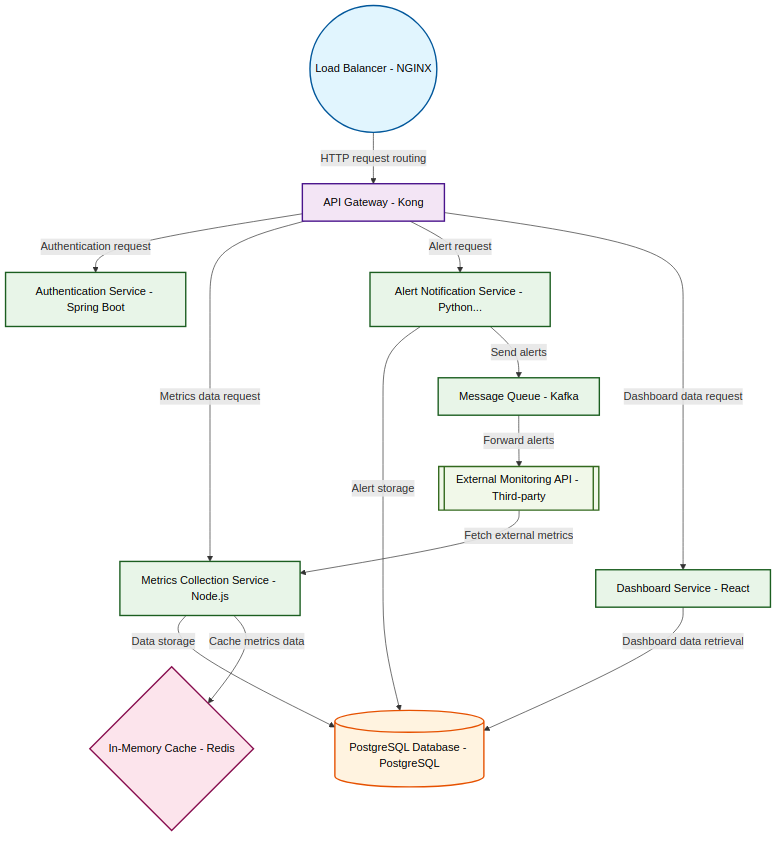 Load Balancer - NGINX
HTTP request routing
API Gateway - Kong
Authentication request
Alert request
Authentication Service -
Spring Boot
Alert Notification Service -
Python...
Send alerts
Metrics data request
Message Queue - Kafka
Dashboard data request
Forward alerts
Alert storage
External Monitoring API -
Third-party
Fetch external metrics
Metrics Collection Service -
Node.js
Dashboard Service - React
Data storage
Cache metrics data
Dashboard data retrieval
In-Memory Cache - Redis
PostgreSQL Database -
PostgreSQL